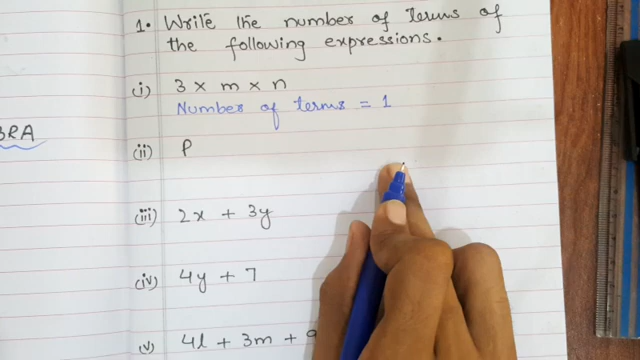 1. Write the number of terms of
the following expressions.
(i) 3 × m × n
Number of terms = 1
BRA
(ii) P
(iii) 2x + 3y
(iv) 4y + 7
(v) 4l + 3m +